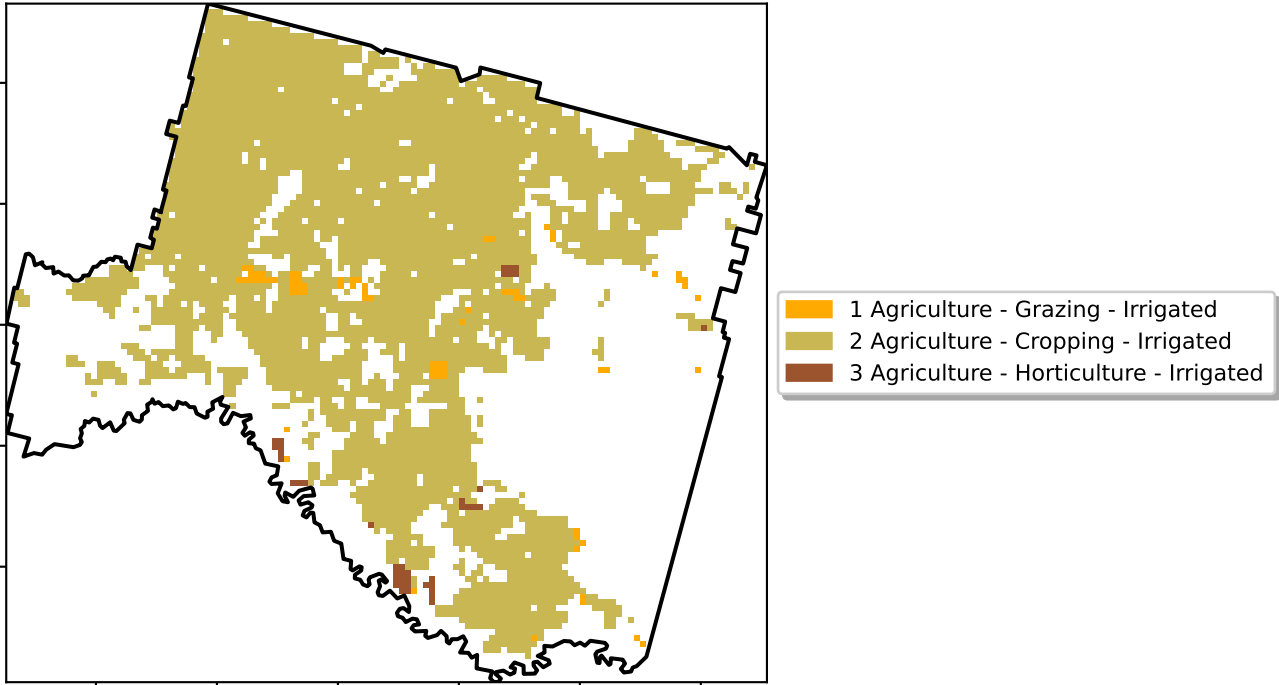 1 Agriculture - Grazing - Irrigated
2 Agriculture - Cropping - Irrigated
3 Agriculture - Horticulture - Irrigated